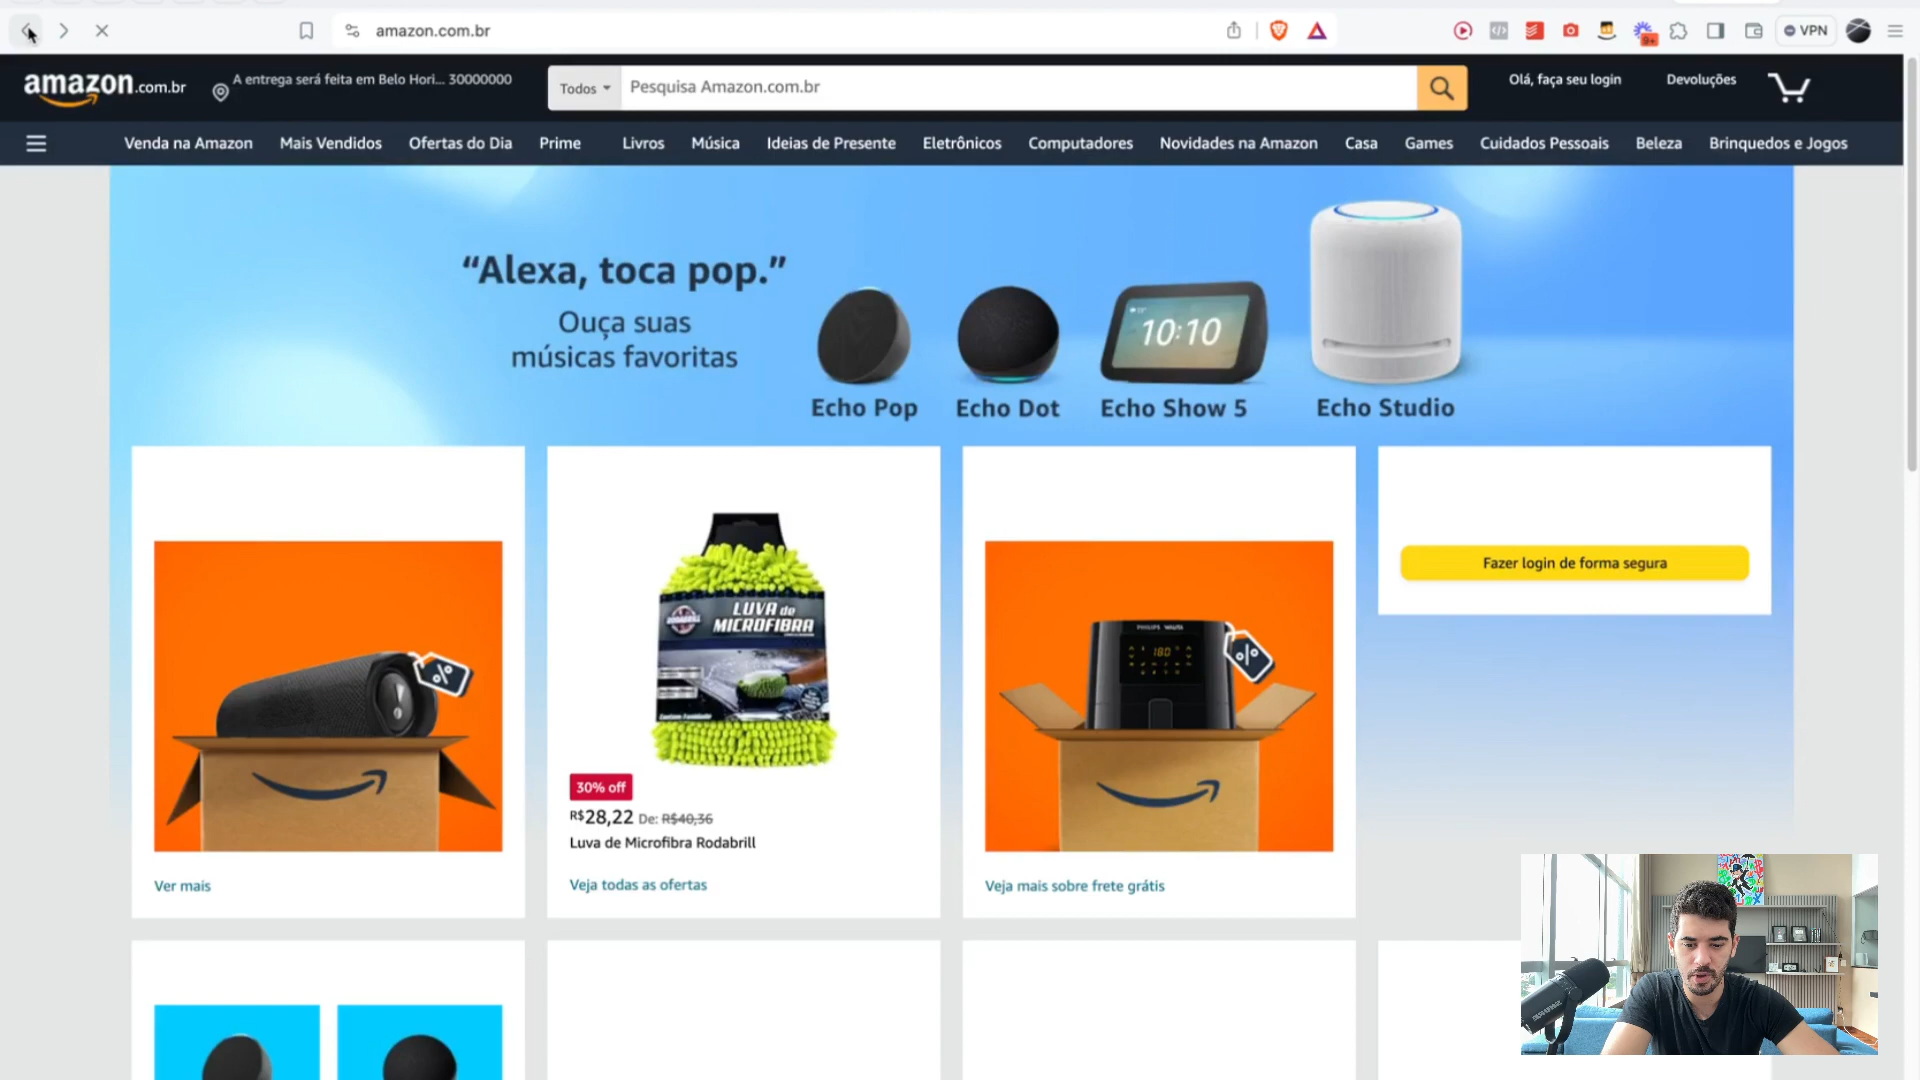 amazon.com.br
VPN
9+
amazon.com.br
A entrega será feita em Belo Hori... 30000000
Todos
Pesquisa Amazon.com.br
Olá, faça seu login
Devoluções
Venda na Amazon
Mais Vendidos
Ofertas do Dia
Prime
Livros
Música
Ideias de Presente
Eletrônicos
Computadores
Novidades na Amazon
Casa
Games
Cuidados Pessoais
Beleza
Brinquedos e Jogos
“Alexa, toca pop.”
Ouça suas
músicas favoritas
10:10
Echo Pop
Echo Dot
Echo Show 5
Echo Studio
Fazer login de forma segura
LUVA de
MICROFIBRA
PHILIPS WALITA
180
%
%
30% off
R$28,22 De: R$40,36
Luva de Microfibra Rodabrill
Ver mais
Veja todas as ofertas
Veja mais sobre frete grátis